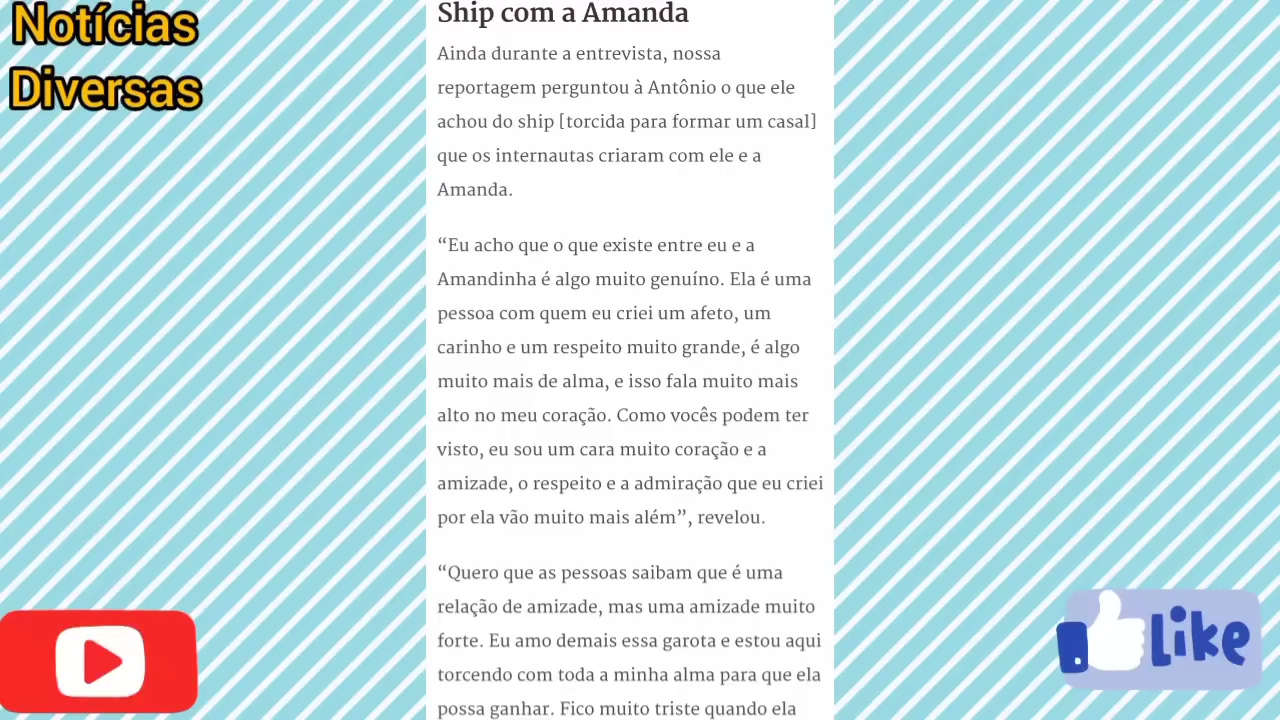 Notícias
Diversas
Ship com a Amanda
Ainda durante a entrevista, nossa
reportagem perguntou à Antônio o que ele
achou do ship [torcida para formar um casal]
que os internautas criaram com ele e a
Amanda.
“Eu acho que o que existe entre eu e a
Amandinha é algo muito genuíno. Ela é uma
pessoa com quem eu criei um afeto, um
carinho e um respeito muito grande, é algo
muito mais de alma, e isso fala muito mais
alto no meu coração. Como vocês podem ter
visto, eu sou um cara muito coração e a
amizade, o respeito e a admiração que eu criei
por ela vão muito mais além”, revelou.
“Quero que as pessoas saibam que é uma
relação de amizade, mas uma amizade muito
forte. Eu amo demais essa garota e estou aqui
torcendo com toda a minha alma para que ela
possa ganhar. Fico muito triste quando ela
Like